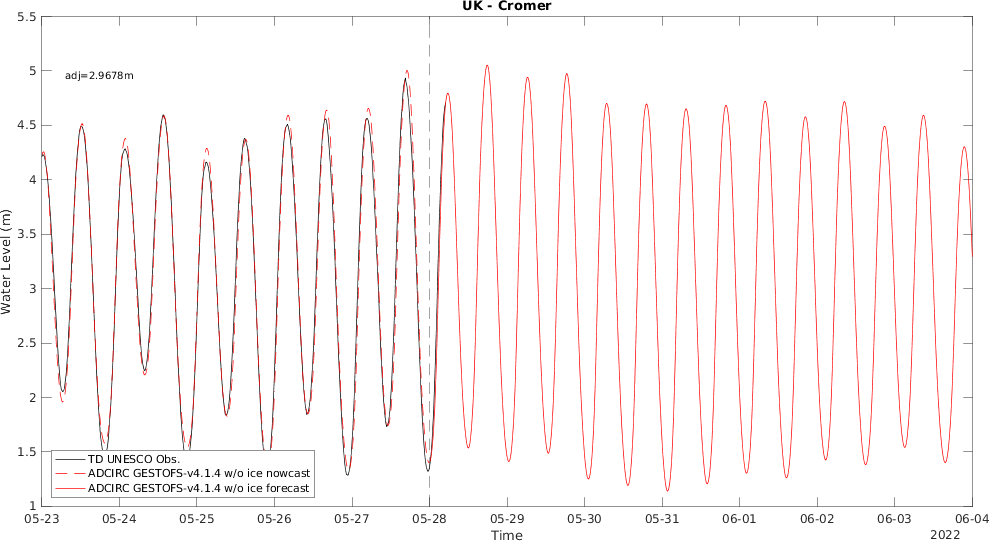 UK - Cromer
5.5
5
4.5
4
3.5
3
2.5
2
1.5
1
Water Level (m)
adj=2.9678m
TD UNESCO Obs.
ADCIRC GESTOFS-v4.1.4 w/o ice nowcast
ADCIRC GESTOFS-v4.1.4 w/o ice forecast
05-23 05-24 05-25 05-26 05-27 05-28 05-29 05-30 05-31 06-01 06-02 06-03 06-04
Time
2022